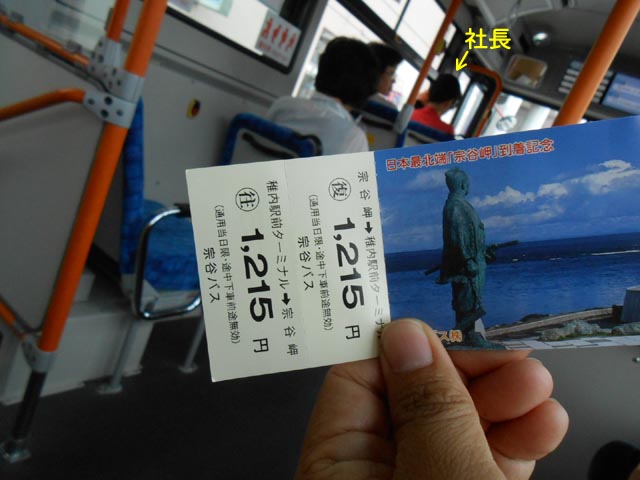 社長
日本最北端「宗谷岬」到着記念
宗谷岬→稚内駅前ターミナル
復 1,215円
(通用当日限・途中下車前途無効)
宗谷バス
稚内駅前ターミナル→宗谷岬
往 1,215円
(通用当日限・途中下車前途無効)
宗谷バス